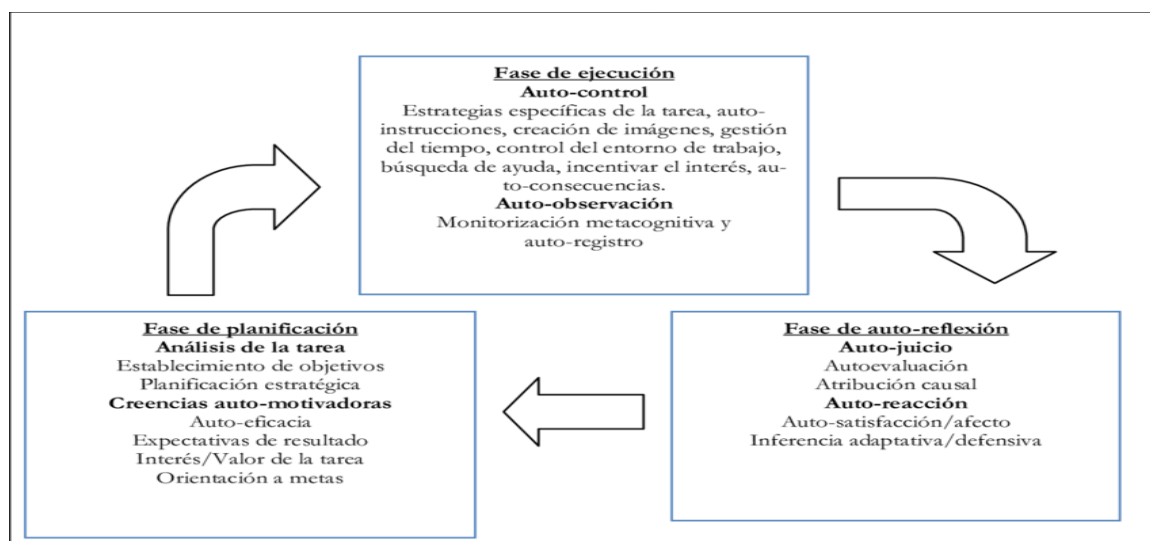 Fase de ejecución
Auto-control
Estrategias específicas de la tarea, auto-
instrucciones, creación de imágenes, gestión
del tiempo, control del entorno de trabajo,
búsqueda de ayuda, incentivar el interés, au-
to-consecuencias.
Auto-observación
Monitorización metacognitiva y
auto-registro
Fase de planificación
Análisis de la tarea
Establecimiento de objetivos
Planificación estratégica
Creencias auto-motivadoras
Auto-eficacia
Expectativas de resultado
Interés/Valor de la tarea
Orientación a metas
Fase de auto-reflexión
Auto-juicio
Autoevaluación
Atribución causal
Auto-reacción
Auto-satisfacción/afecto
Inferencia adaptativa/defensiva